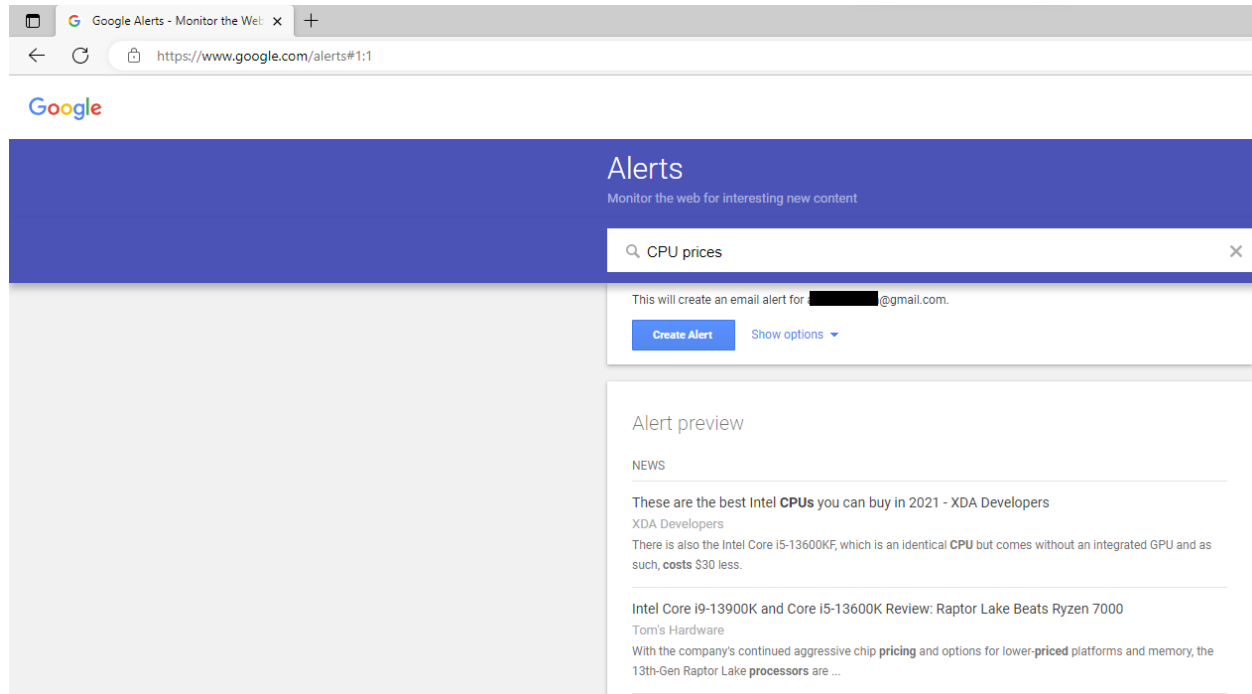 Google Alerts - Monitor the Web
https://www.google.com/alerts#1:1
Google
Alerts
Monitor the web for interesting new content
CPU prices
This will create an email alert for @gmail.com.
Create Alert Show options
Alert preview
NEWS
These are the best Intel CPUs you can buy in 2021 - XDA Developers
XDA Developers
There is also the Intel Core i5-13600KF, which is an identical CPU but comes without an integrated GPU and as
such, costs $30 less.
Intel Core i9-13900K and Core i5-13600K Review: Raptor Lake Beats Ryzen 7000
Tom's Hardware
With the company's continued aggressive chip pricing and options for lower-priced platforms and memory, the
13th-Gen Raptor Lake processors are ...